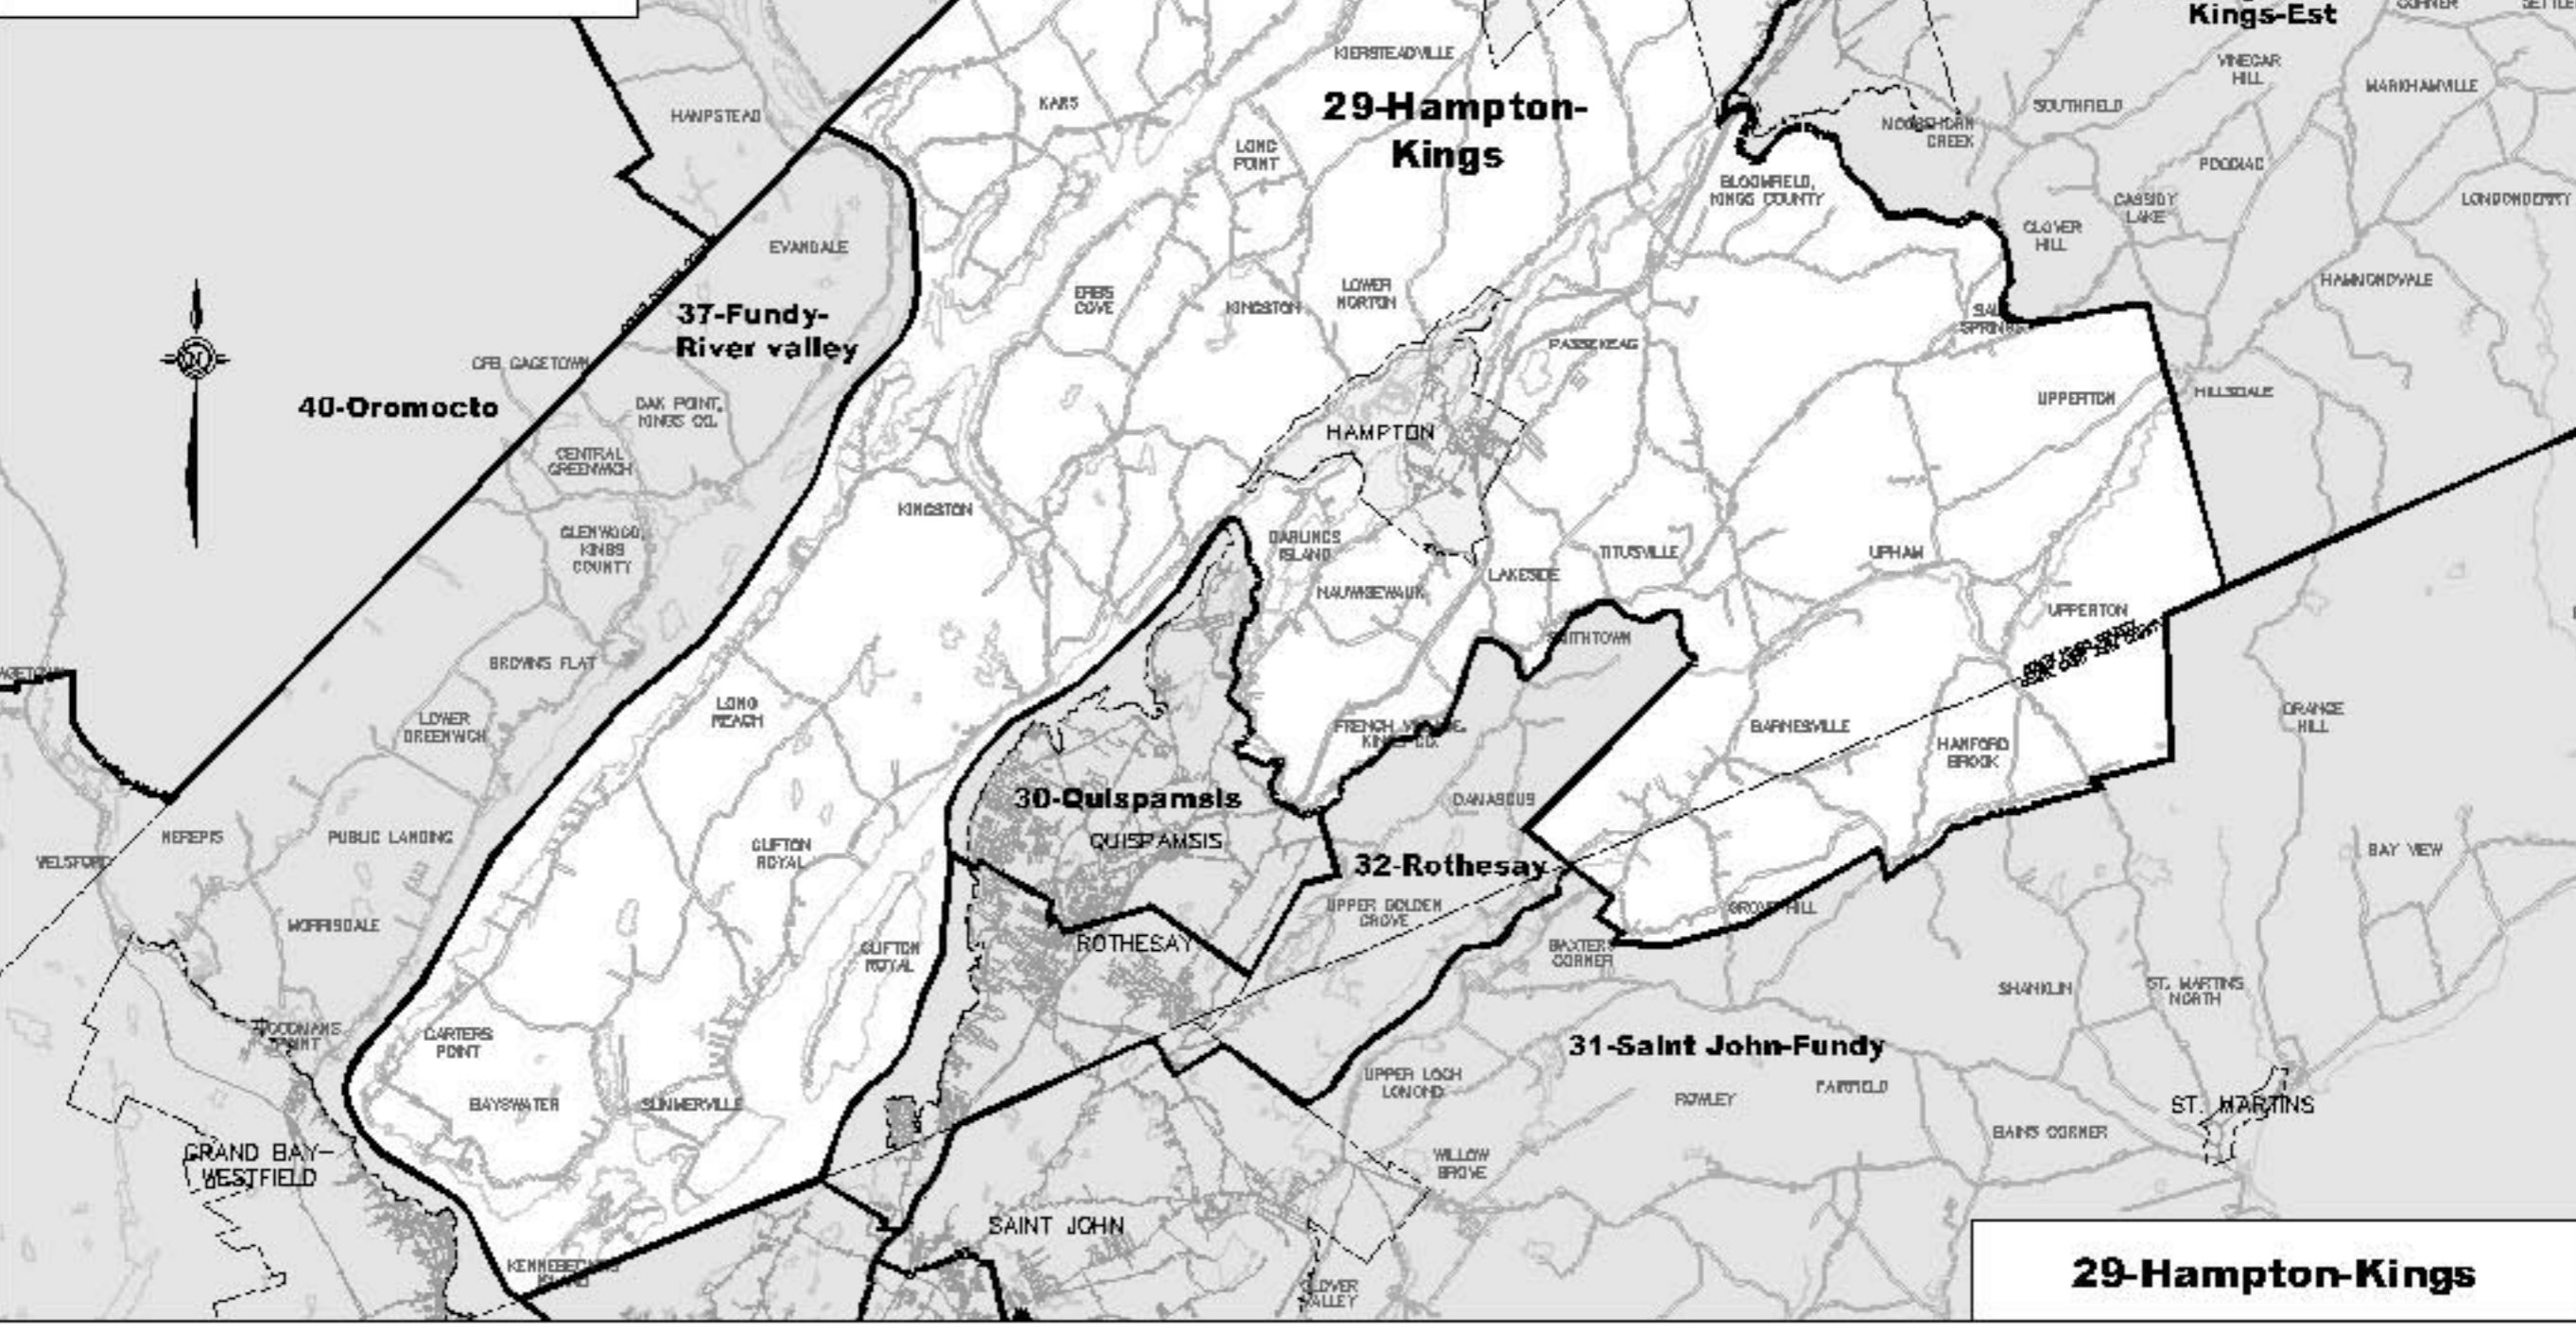 Kings-Est
KIERSTEADVILLE
VINEGAR
HILL
MARKHAMVILLE
KARS
29-Hampton-
Kings
SOUTHFIELD
HAMPSTEAD
CREEK
LONG
POINT
POODIAC
BLOOMFIELD,
KINGS COUNTY
CASSIDY
LAKE
LONDONDERRY
EVANDALE
CLOVER
HILL
HAMMONDVALE
ERBS
COVE
KINGSTON
LOWER
NORTON
37-Fundy-
River valley
SPRINGS
PASSEKEAG
CFB GAGETOWN
40-Oromocto
OAK POINT,
KINGS CO.
UPPERTON
HILLSDALE
HAMPTON
CENTRAL
GREENWICH
KINGSTON
GLENWOOD,
KINGS
COUNTY
DARLINGS
ISLAND
TITUSVILLE
UPHAM
LAKESIDE
NAUWIGEWAUK
UPPERTON
BROWNS FLAT
LONG
REACH
LOWER
GREENWICH
ORANGE
HILL
BARNESVILLE
HANFORD
BROOK
30-Quispamsis
DAMASCUS
NEREPIS
PUBLIC LANDING
QUISPAMSIS
CLIFTON
ROYAL
WELSFORD
BAY VIEW
32-Rothesay
UPPER GOLDEN
GROVE
MORRISDALE
ROTHESAY
CLIFTON
ROYAL
BAXTERS
CORNER
SHANKLIN
ST. MARTINS
NORTH
CARTERS
POINT
31-Saint John-Fundy
UPPER LOCH
LOMOND
FAIRFIELD
ROWLEY
BAYSWATER
SUMMERVILLE
ST. MARTINS
BAINS CORNER
GRAND BAY-
WESTFIELD
WILLOW
GROVE
SAINT JOHN
29-Hampton-Kings